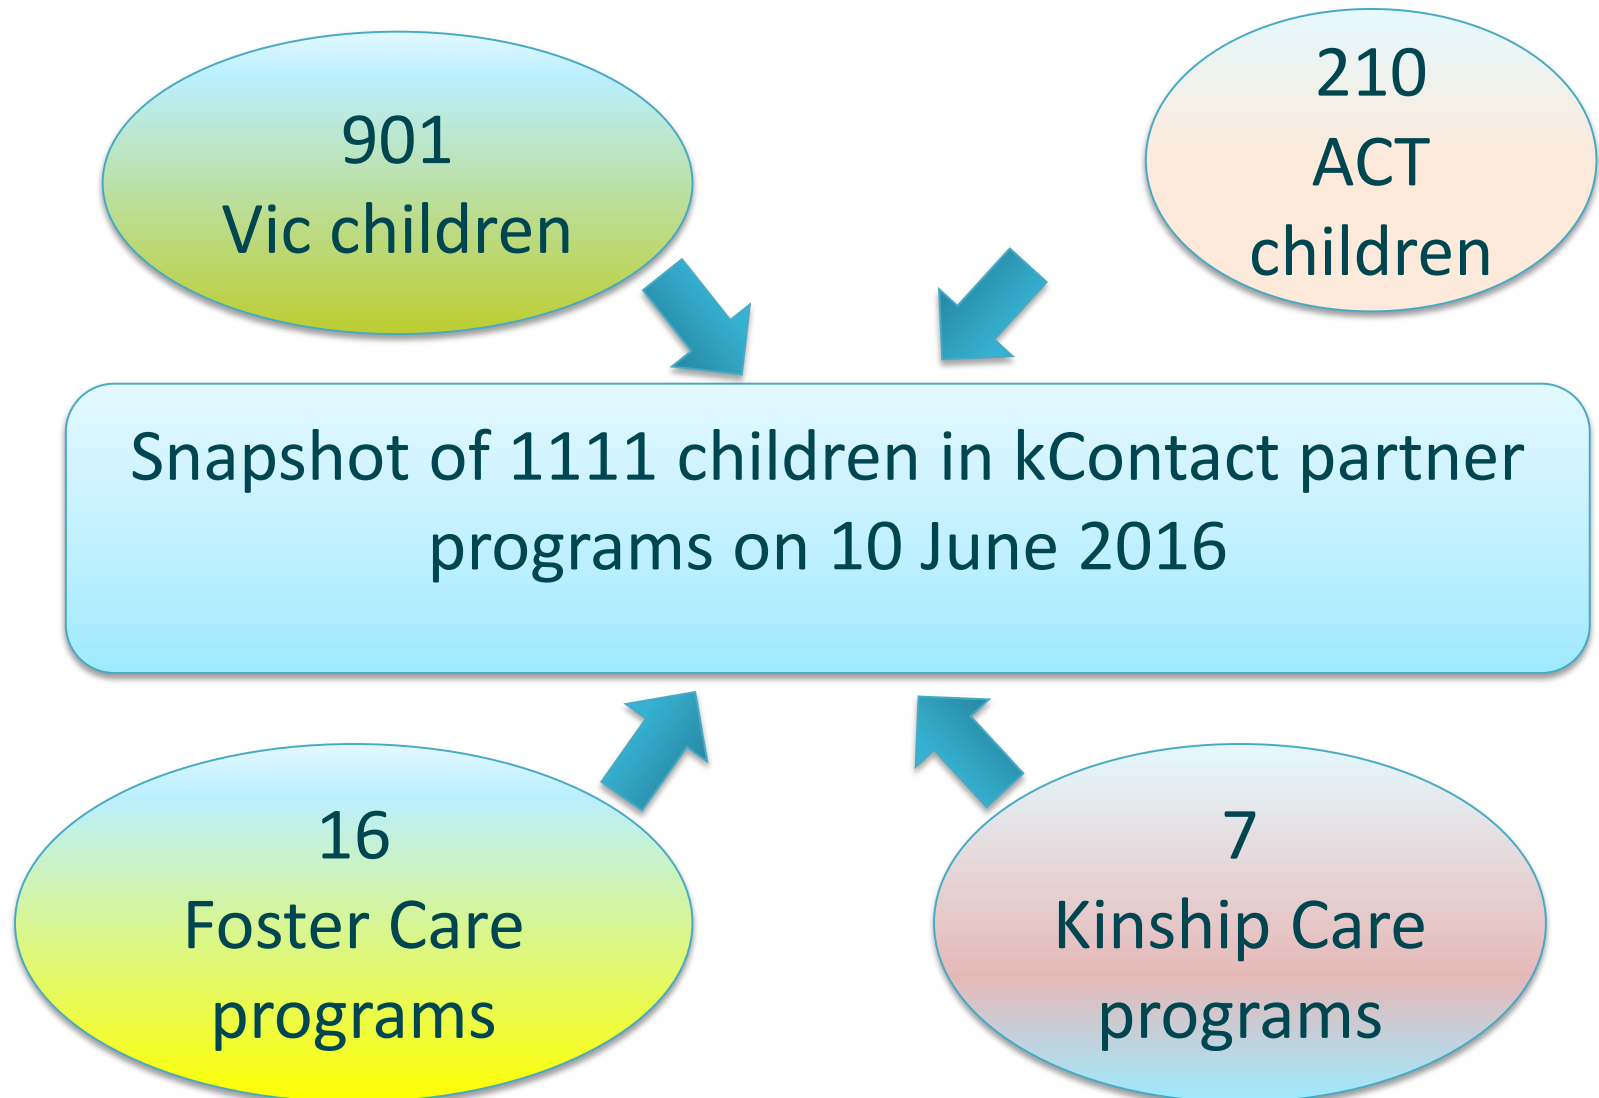 901
Vic children
210
ACT
children
Snapshot of 1111 children in kContact partner
programs on 10 June 2016
16
Foster Care
programs
7
Kinship Care
programs